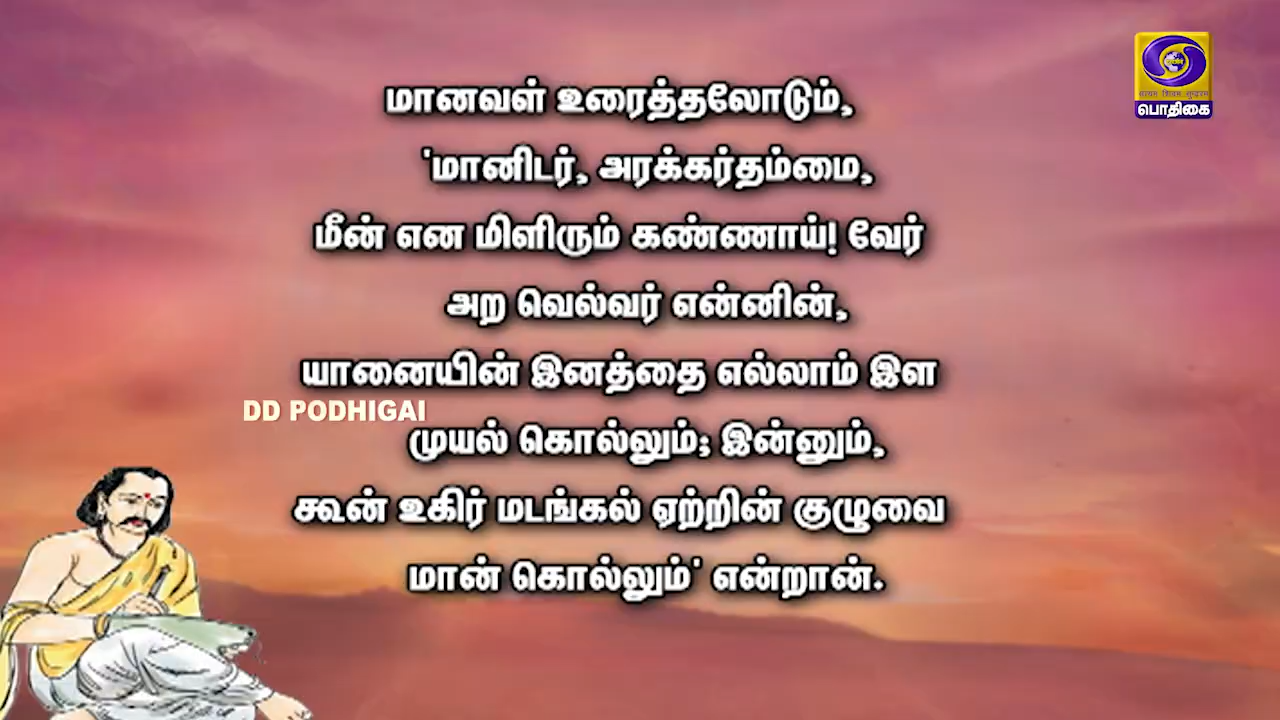 மானவள் உரைத்தலோடும்,
'மானிடர், அரக்கர்தம்மை,
மீன் என மிளிரும் கண்ணாய்! வேர்
அற வெல்வர் என்னின்,
யானையின் இனத்தை எல்லாம் இள
DD PODHIGAI
முயல் கொல்லும்; இன்னும்,
கூன் உகிர் மடங்கல் ஏற்றின் குழுவை
மான் கொல்லும்' என்றான்.
பொதிகை